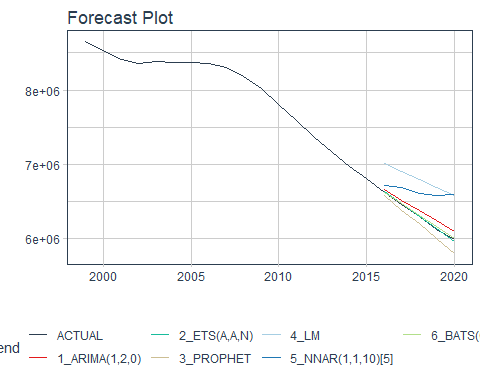 Forecast Plot
8e+06
7e+06
6e+06
2000 2005 2010 2015 2020
end
ACTUAL 2_ETS(A,A,N) 4_LM 6_BATS(
1_ARIMA(1,2,0) 3_PROPHET 5_NNAR(1,1,10)[5]